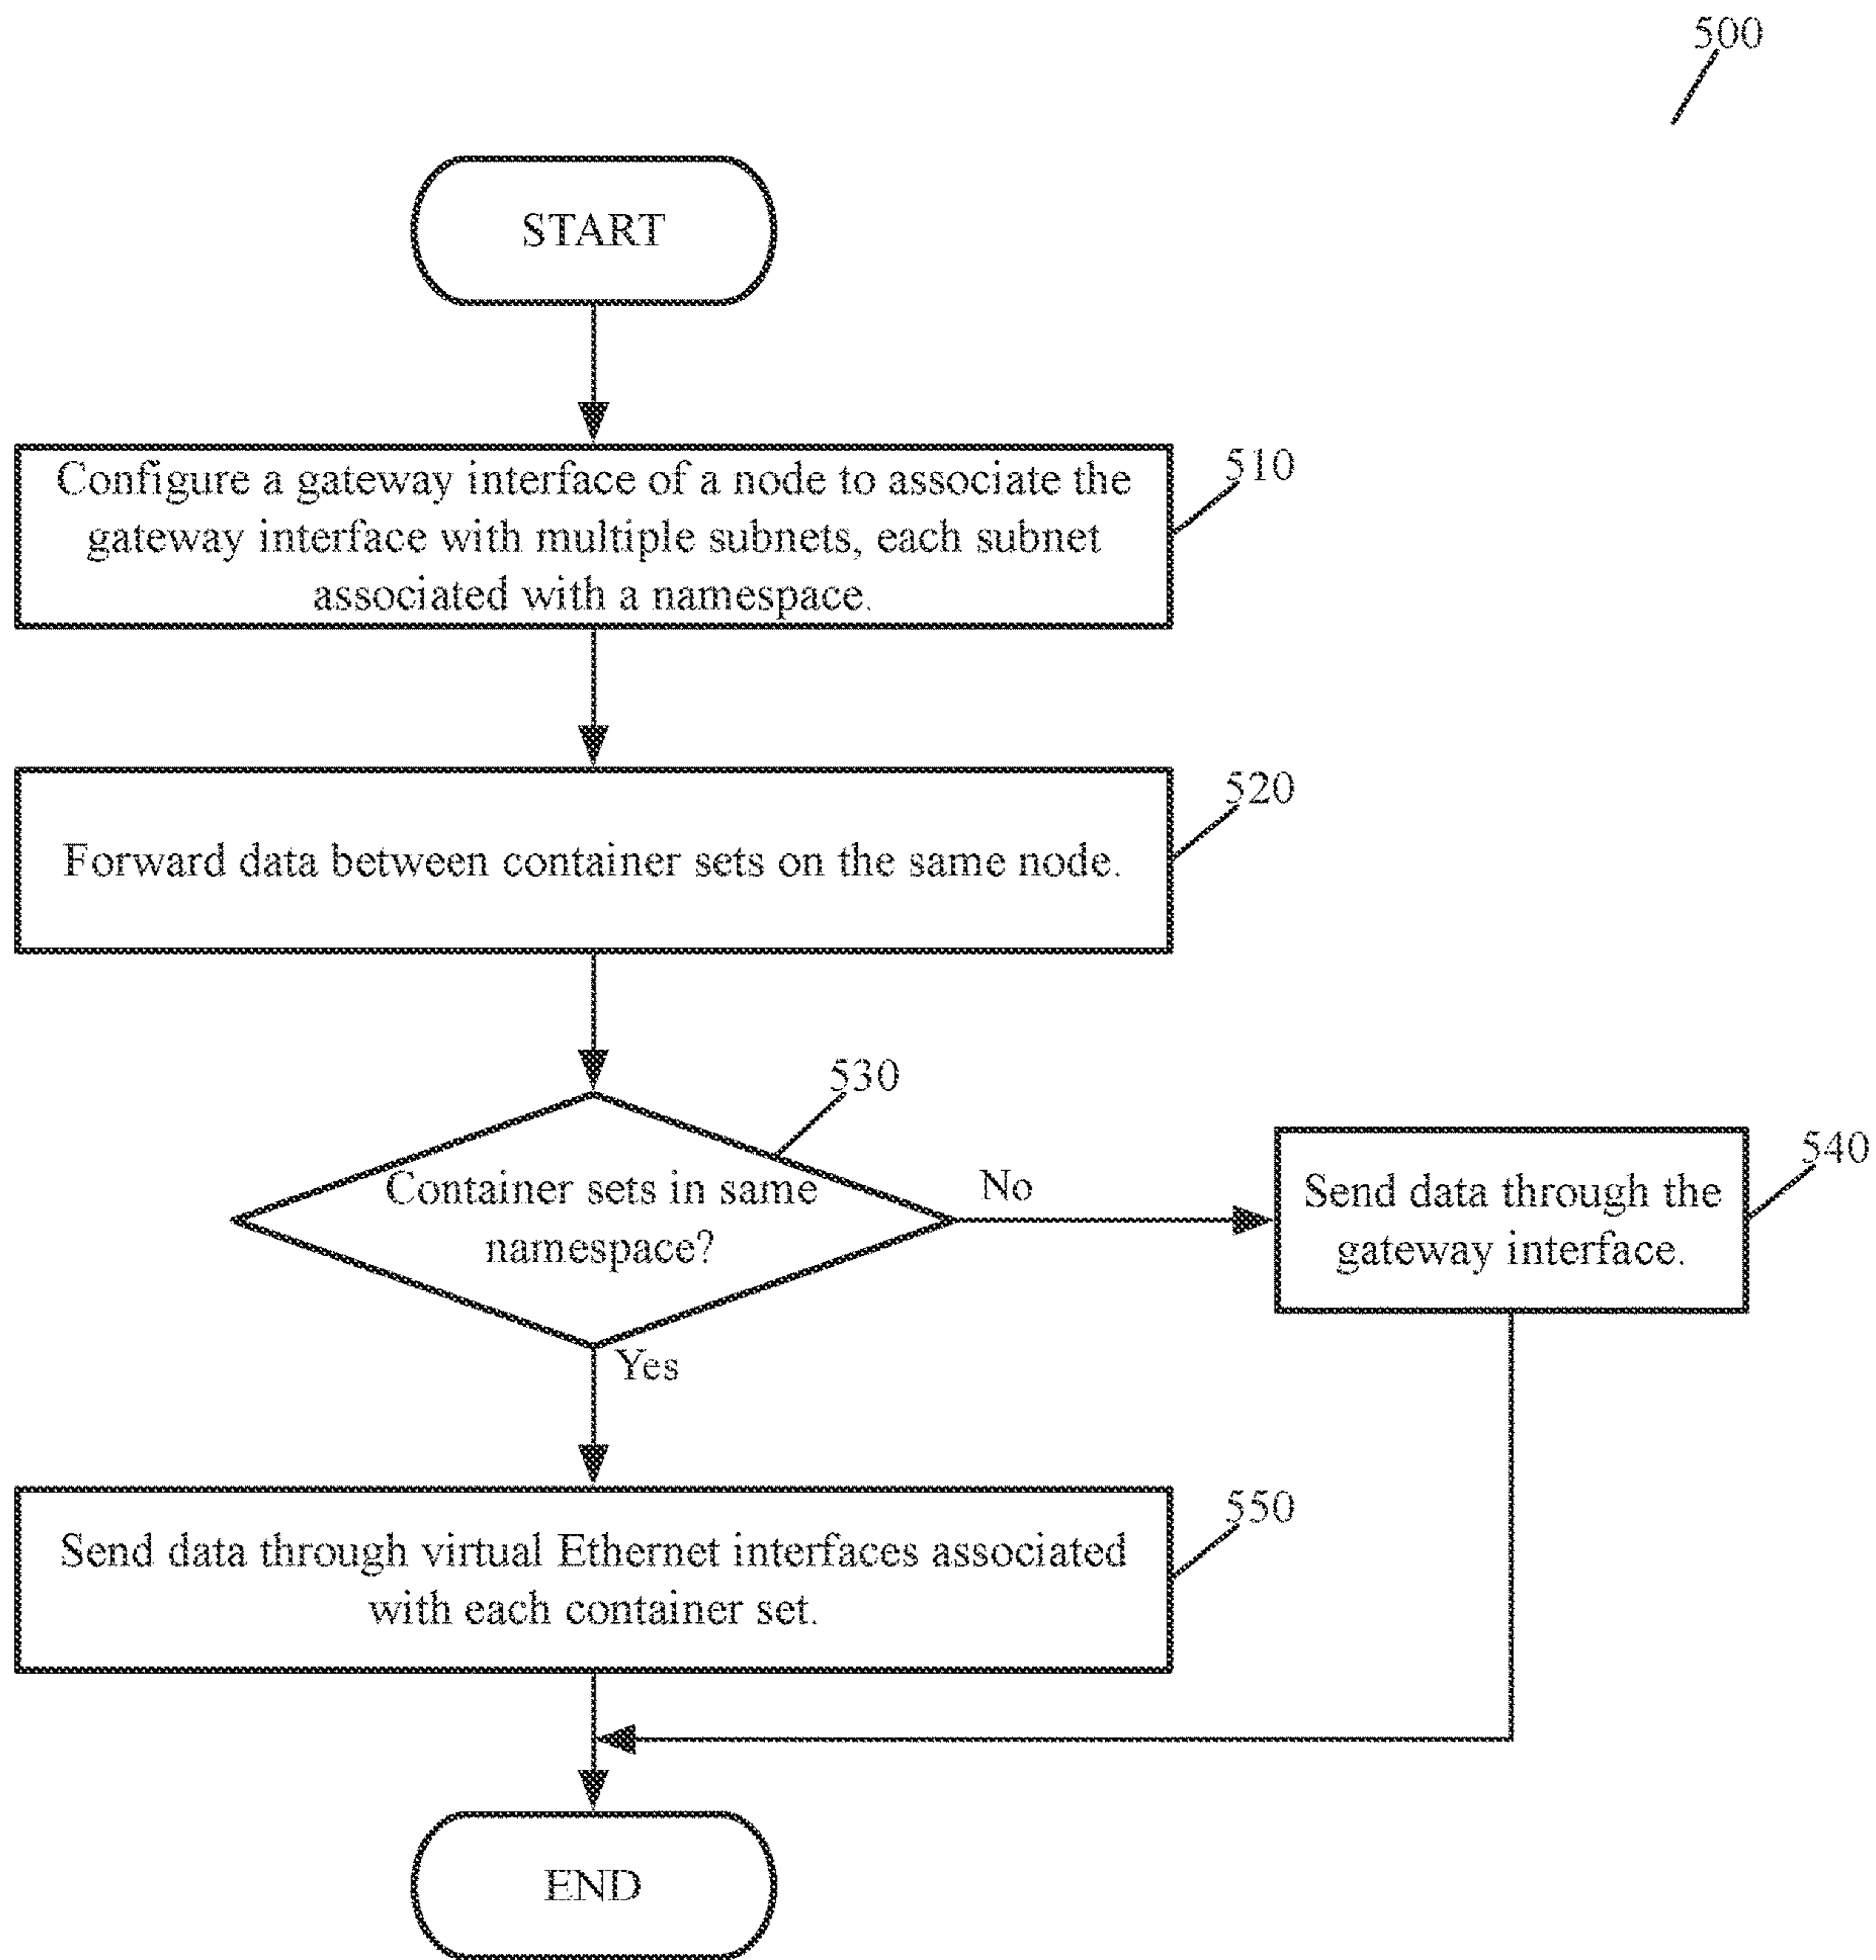 500
START
Configure a gateway interface of a node to associate the
gateway interface with multiple subnets, each subnet
associated with a namespace.
510
Forward data between container sets on the same node.
520
530
Container sets in same
namespace?
No
Yes
Send data through the
gateway interface.
540
Send data through virtual Ethernet interfaces associated
with each container set.
550
END